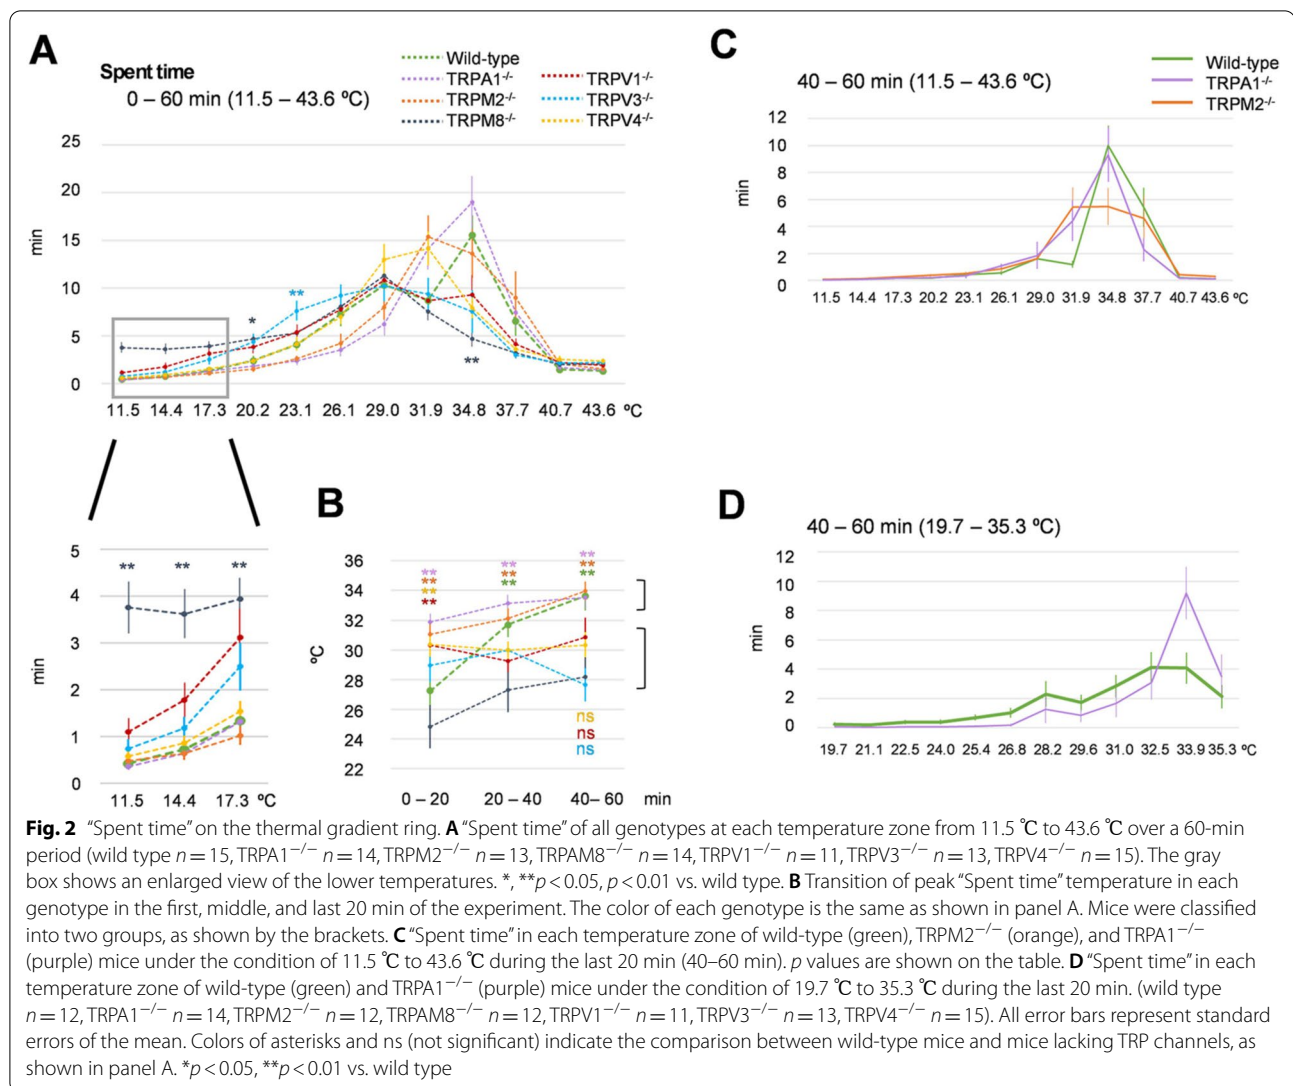 A
Spent time
0 – 60 min (11.5 – 43.6 ºC)
Wild-type
TRPA1-/-
TRPM2-/-
TRPM8-/-
TRPV1-/-
TRPV3-/-
TRPV4-/-
25
20
15
10
5
0
min
**
*
**
11.5 14.4 17.3 20.2 23.1 26.1 29.0 31.9 34.8 37.7 40.7 43.6 ºC
5
4
3
2
1
0
min
** ** **
11.5 14.4 17.3 ºC
B
36
34
32
30
28
26
24
22
ºC
** ** **
** ** **
** ** **
**
ns
ns
ns
0 – 20 20 – 40 40– 60 min
C
40 – 60 min (11.5 – 43.6 ºC)
Wild-type
TRPA1-/-
TRPM2-/-
12
10
8
6
4
2
0
min
11.5 14.4 17.3 20.2 23.1 26.1 29.0 31.9 34.8 37.7 40.7 43.6 ºC
D
40 – 60 min (19.7 – 35.3 ºC)
12
10
8
6
4
2
0
min
19.7 21.1 22.5 24.0 25.4 26.8 28.2 29.6 31.0 32.5 33.9 35.3 ºC
Fig. 2 “Spent time” on the thermal gradient ring. A “Spent time” of all genotypes at each temperature zone from 11.5 ℃ to 43.6 ℃ over a 60-min
period (wild type n = 15, TRPA1−/− n = 14, TRPM2−/− n = 13, TRPAM8−/− n = 14, TRPV1−/− n = 11, TRPV3−/− n = 13, TRPV4−/− n = 15). The gray
box shows an enlarged view of the lower temperatures. *, **p < 0.05, p < 0.01 vs. wild type. B Transition of peak “Spent time” temperature in each
genotype in the first, middle, and last 20 min of the experiment. The color of each genotype is the same as shown in panel A. Mice were classified
into two groups, as shown by the brackets. C “Spent time” in each temperature zone of wild-type (green), TRPM2−/− (orange), and TRPA1−/−
(purple) mice under the condition of 11.5 ℃ to 43.6 ℃ during the last 20 min (40–60 min). p values are shown on the table. D “Spent time” in each
temperature zone of wild-type (green) and TRPA1−/− (purple) mice under the condition of 19.7 ℃ to 35.3 ℃ during the last 20 min. (wild type
n = 12, TRPA1−/− n = 14, TRPM2−/− n = 12, TRPAM8−/− n = 12, TRPV1−/− n = 11, TRPV3−/− n = 13, TRPV4−/− n = 15). All error bars represent standard
errors of the mean. Colors of asterisks and ns (not significant) indicate the comparison between wild-type mice and mice lacking TRP channels, as
shown in panel A. *p < 0.05, **p < 0.01 vs. wild type